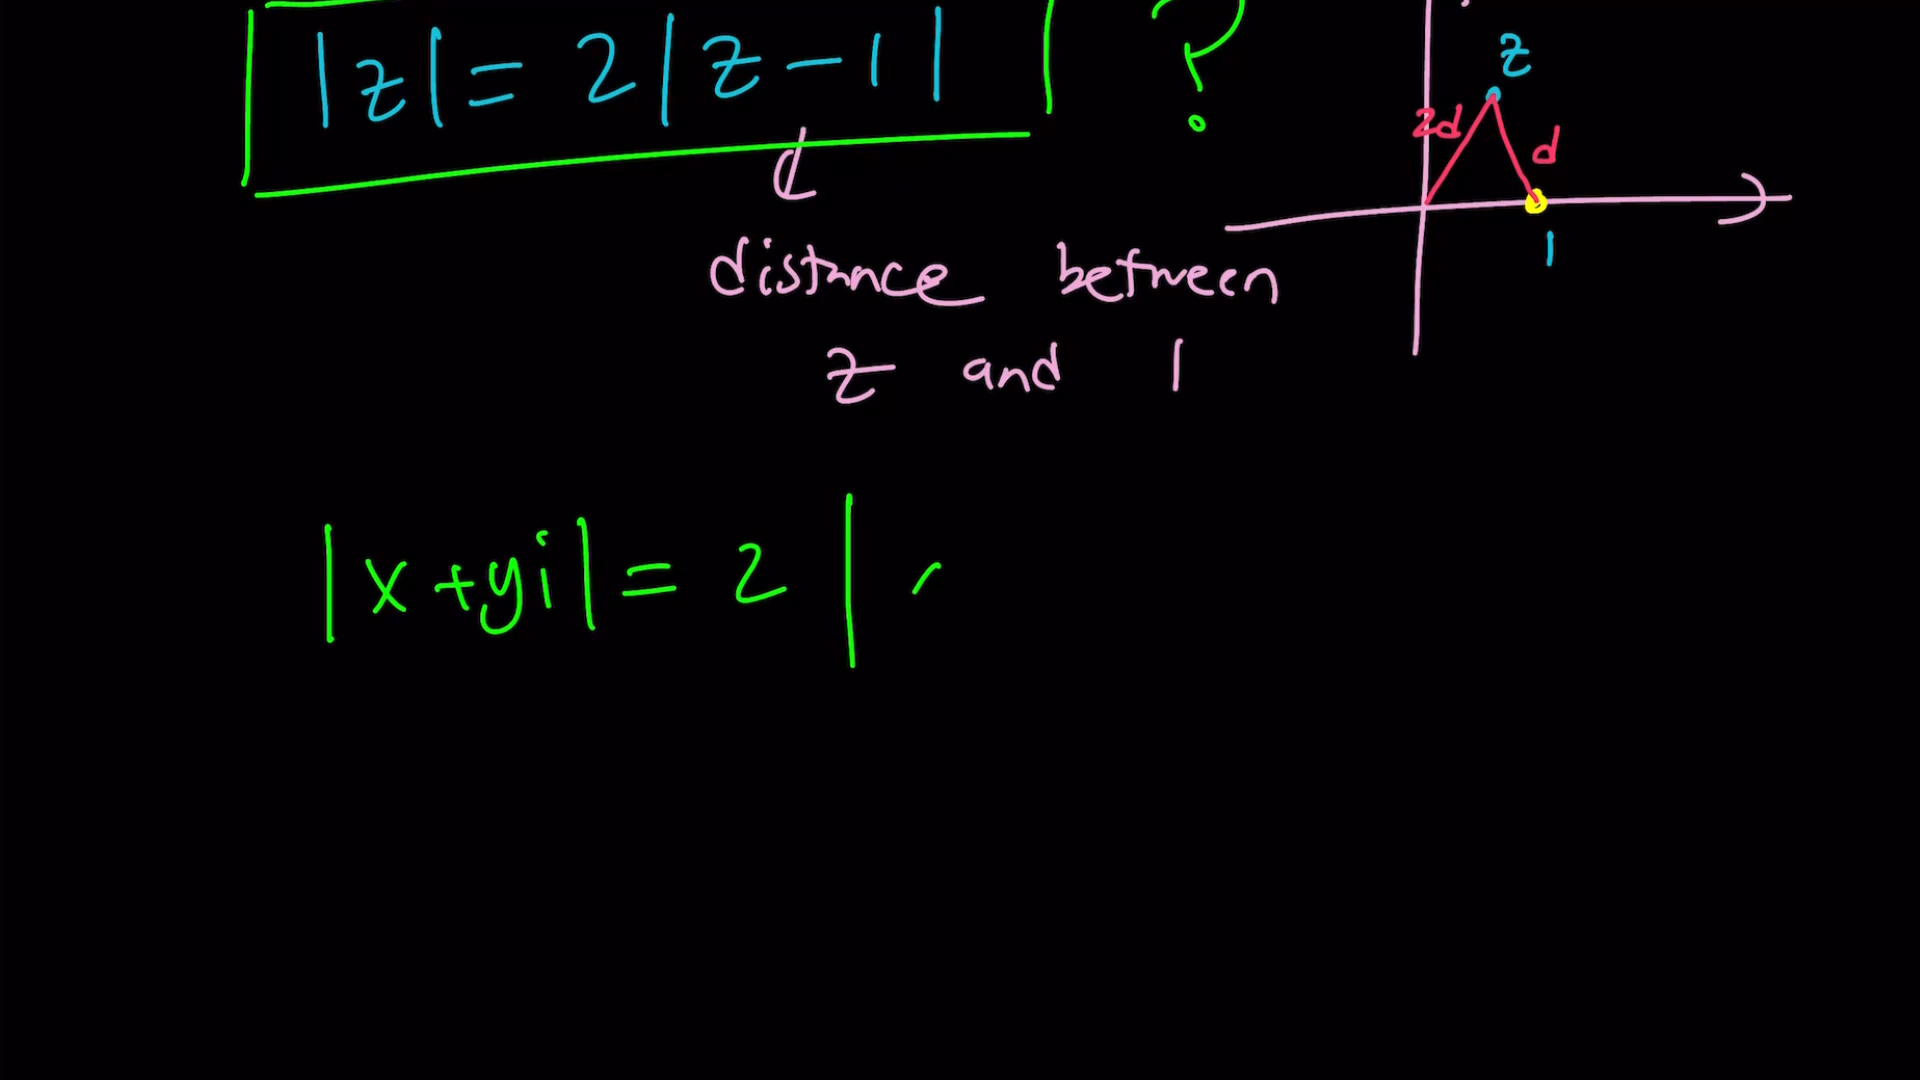 |z| = 2|z - 1| ?
z
2d d
1
distance between
z and 1
|x + yi| = 2 |